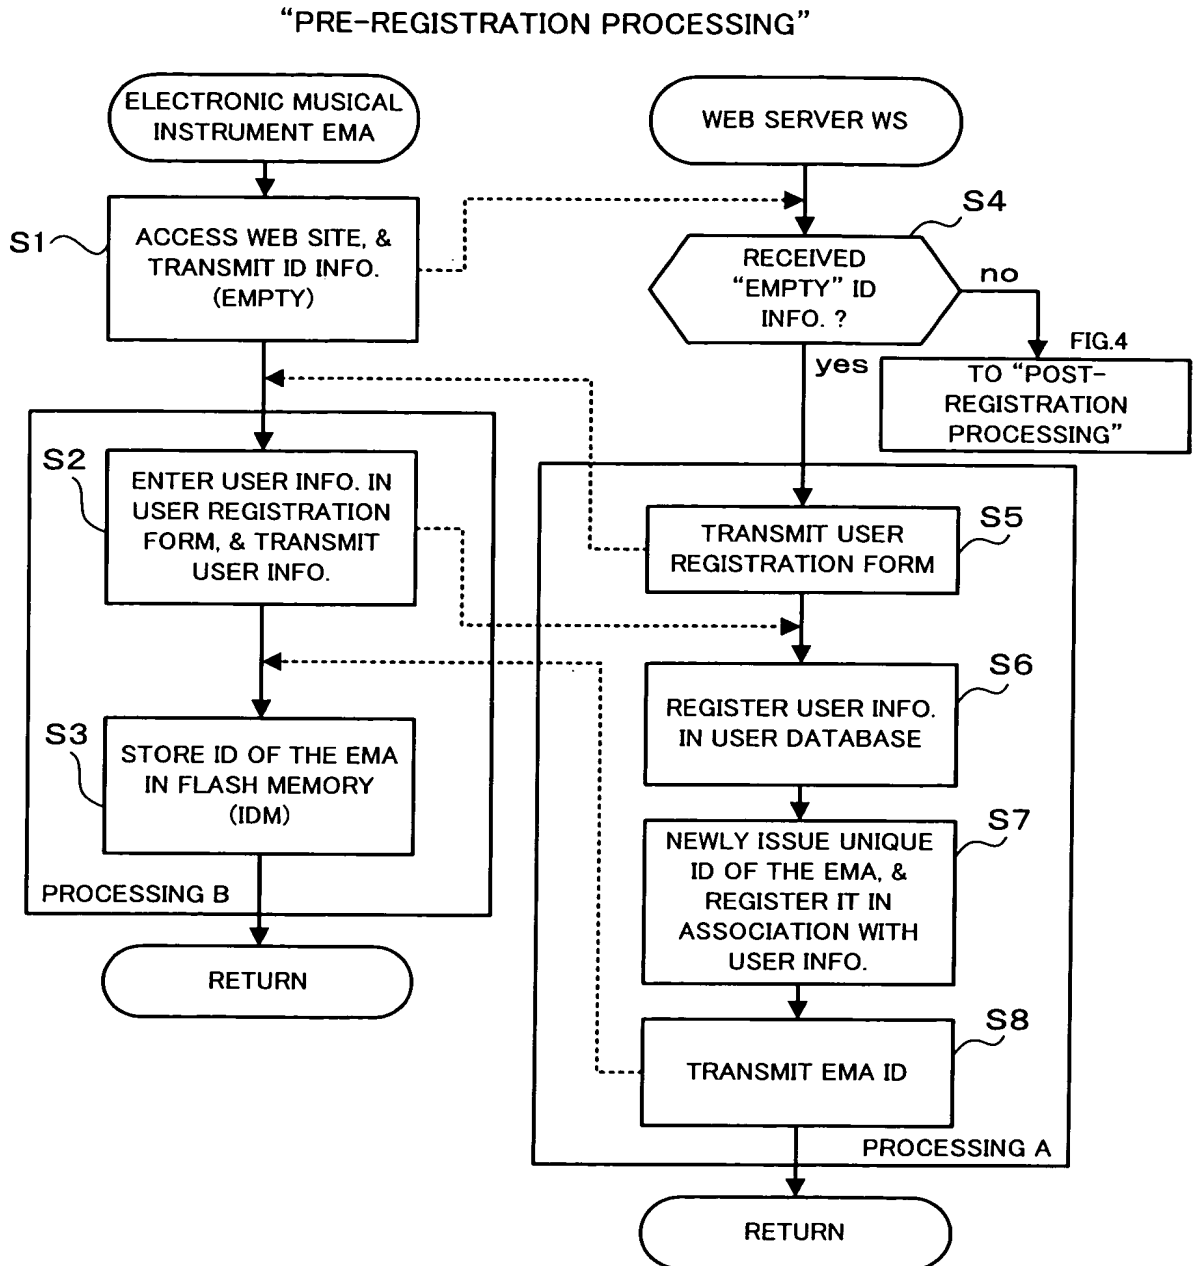 “PRE-REGISTRATION PROCESSING”
ELECTRONIC MUSICAL
INSTRUMENT EMA
WEB SERVER WS
S1
ACCESS WEB SITE, &
TRANSMIT ID INFO.
(EMPTY)
S4
RECEIVED
“EMPTY” ID
INFO. ?
no
yes
FIG.4
TO “POST-
REGISTRATION
PROCESSING”
S2
ENTER USER INFO. IN
USER REGISTRATION
FORM, & TRANSMIT
USER INFO.
S5
TRANSMIT USER
REGISTRATION FORM
S6
REGISTER USER INFO.
IN USER DATABASE
S3
STORE ID OF THE EMA
IN FLASH MEMORY
(IDM)
PROCESSING B
S7
NEWLY ISSUE UNIQUE
ID OF THE EMA, &
REGISTER IT IN
ASSOCIATION WITH
USER INFO.
RETURN
S8
TRANSMIT EMA ID
PROCESSING A
RETURN